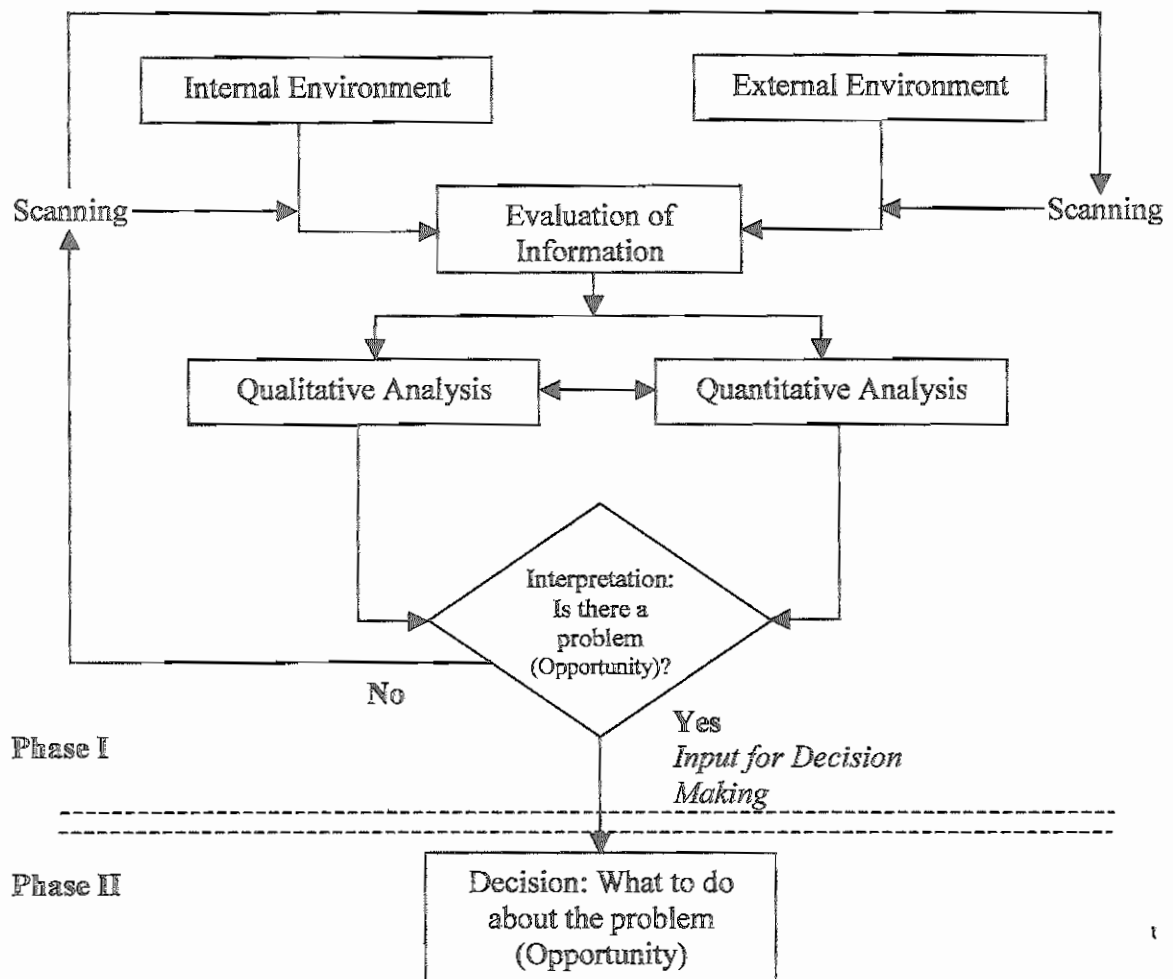 Internal Environment
External Environment
Scanning
Scanning
Evaluation of
Information
Qualitative Analysis
Quantitative Analysis
Interpretation:
Is there a
problem
(Opportunity)?
No
Yes
Input for Decision
Making
Phase I
Phase II
Decision: What to do
about the problem
(Opportunity)